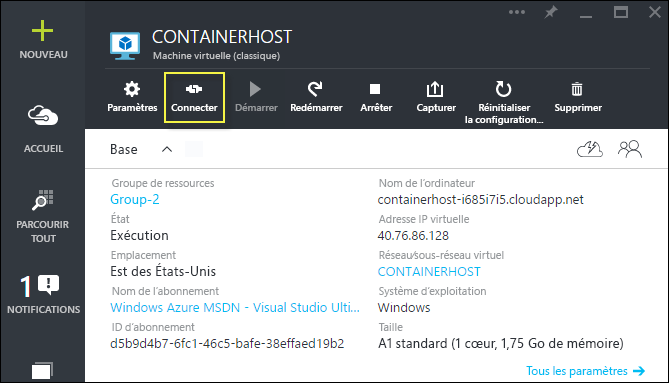 CONTAINERHOST
Machine virtuelle (classique)
NOUVEAU
ACCUEIL
PARCOURIR
TOUT
1
NOTIFICATIONS
Paramètres
Connecter
Démarrer
Redémarrer
Arrêter
Capturer
Réinitialiser
la configuration...
Supprimer
Base
Groupe de ressources
Group-2
État
Exécution
Emplacement
Est des États-Unis
Nom de l'abonnement
Windows Azure MSDN - Visual Studio Ulti...
ID d'abonnement
d5b9d4b7-6fc1-46c5-bafe-38effaed19b2
Nom de l'ordinateur
containerhost-i685i7i5.cloudapp.net
Adresse IP virtuelle
40.76.86.128
Réseau/sous-réseau virtuel
CONTAINERHOST
Système d'exploitation
Windows
Taille
A1 standard (1 cœur, 1,75 Go de mémoire)
Tous les paramètres